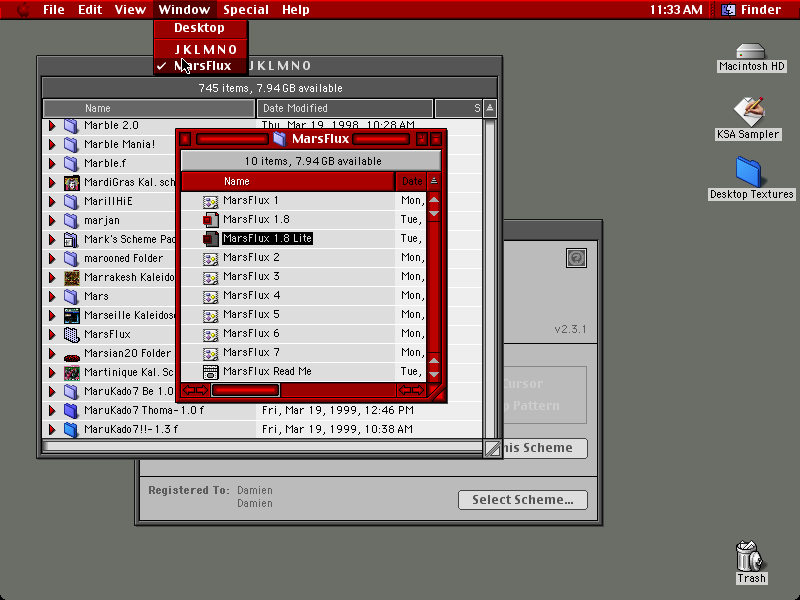 File Edit View Window Special Help 11:33 AM Finder
Desktop
J K L M N O
MarsFlux
J K L M N O
745 items, 7.94 GB available
Name Date Modified S
Marble 2.0 Thu, Mar 19, 1998, 10:28 AM
Marble Mania!
Marble.f
MardiGras Kal. sch
MarillHiE
marjan
Mark's Scheme Pac
marooned Folder
Marrakesh Kaleido
Mars
Marseille Kaleidos
MarsFlux
Marsian20 Folder
Martinique Kal. Sc
MaruKado7 Be 1.0
MaruKado7 Thoma-1.0 f Fri, Mar 19, 1999, 12:46 PM
MaruKado7!!-1.3 f Fri, Mar 19, 1999, 10:38 AM
MarsFlux
10 items, 7.94 GB available
Name Date
MarsFlux 1 Mon,
MarsFlux 1.8 Tue,
MarsFlux 1.8 Lite Tue,
MarsFlux 2 Mon,
MarsFlux 3 Mon,
MarsFlux 4 Mon,
MarsFlux 5 Mon,
MarsFlux 6 Mon,
MarsFlux 7 Mon,
MarsFlux Read Me Tue,
v2.3.1
Cursor
p Pattern
his Scheme
Registered To: Damien
Damien
Select Scheme...
Macintosh HD
KSA Sampler
Desktop Textures
Trash